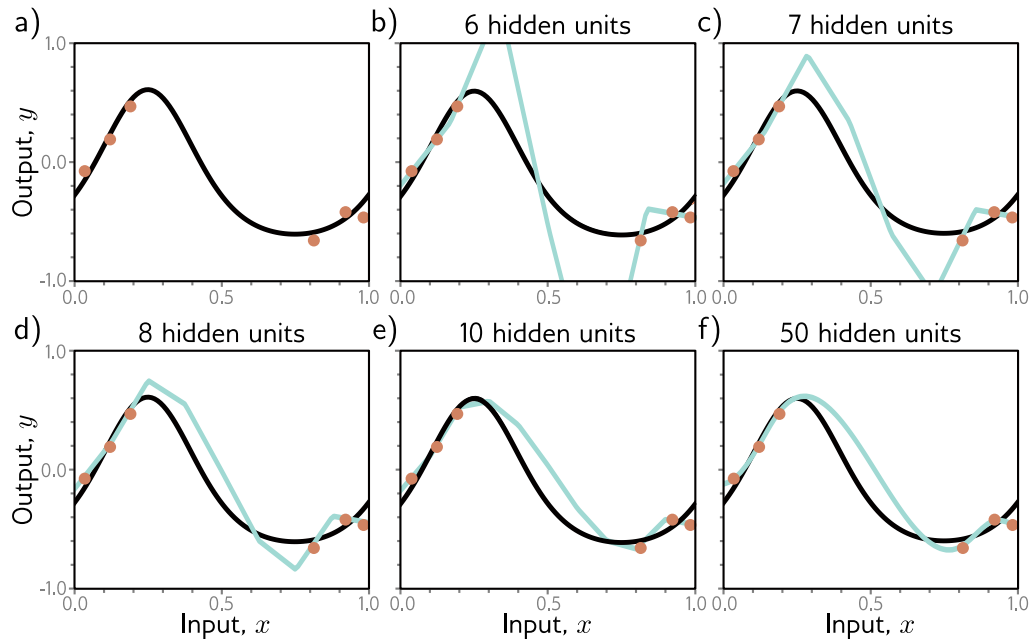 a)
b) 6 hidden units
c) 7 hidden units
1.0
0.0
-1.0
Output, y
0.0 0.5 1.0
0.0 0.5 1.0
0.0 0.5 1.0
d) 8 hidden units
e) 10 hidden units
f) 50 hidden units
1.0
0.0
-1.0
Output, y
0.0 0.5 1.0
0.0 0.5 1.0
0.0 0.5 1.0
Input, x
Input, x
Input, x